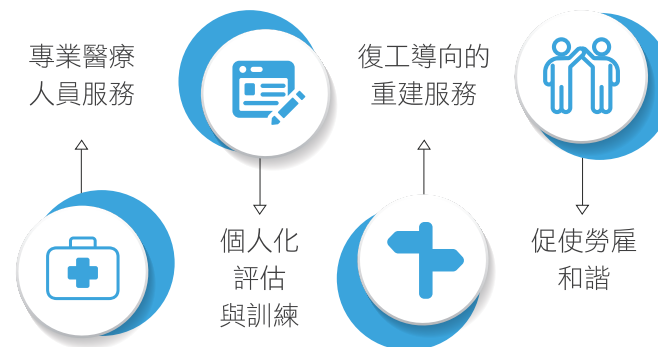 專業醫療
人員服務
個人化
評估
與訓練
復工導向的
重建服務
促使勞雇
和諧